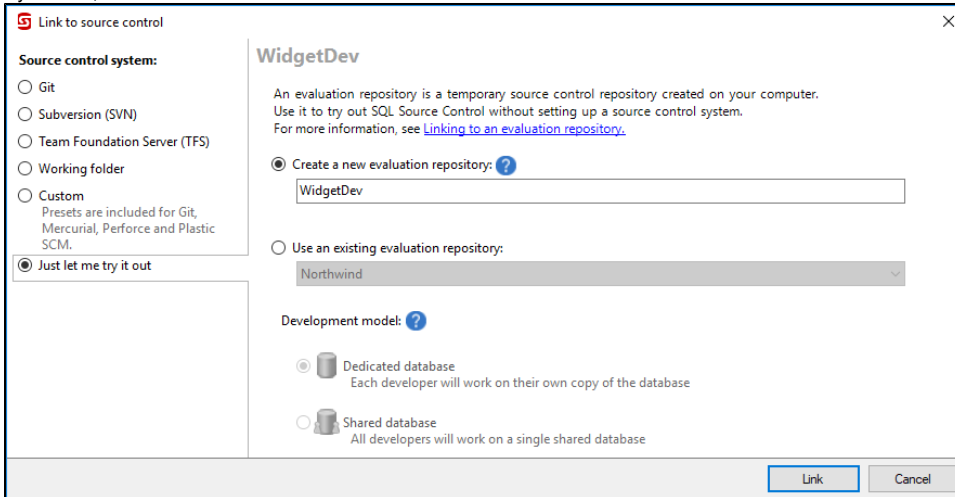 Link to source control
Source control system:
Git
Subversion (SVN)
Team Foundation Server (TFS)
Working folder
Custom
Presets are included for Git,
Mercurial, Perforce and Plastic
SCM.
Just let me try it out
WidgetDev
An evaluation repository is a temporary source control repository created on your computer.
Use it to try out SQL Source Control without setting up a source control system.
For more information, see Linking to an evaluation repository.
Create a new evaluation repository: ?
WidgetDev
Use an existing evaluation repository:
Northwind
Development model: ?
Dedicated database
Each developer will work on their own copy of the database
Shared database
All developers will work on a single shared database
Link
Cancel